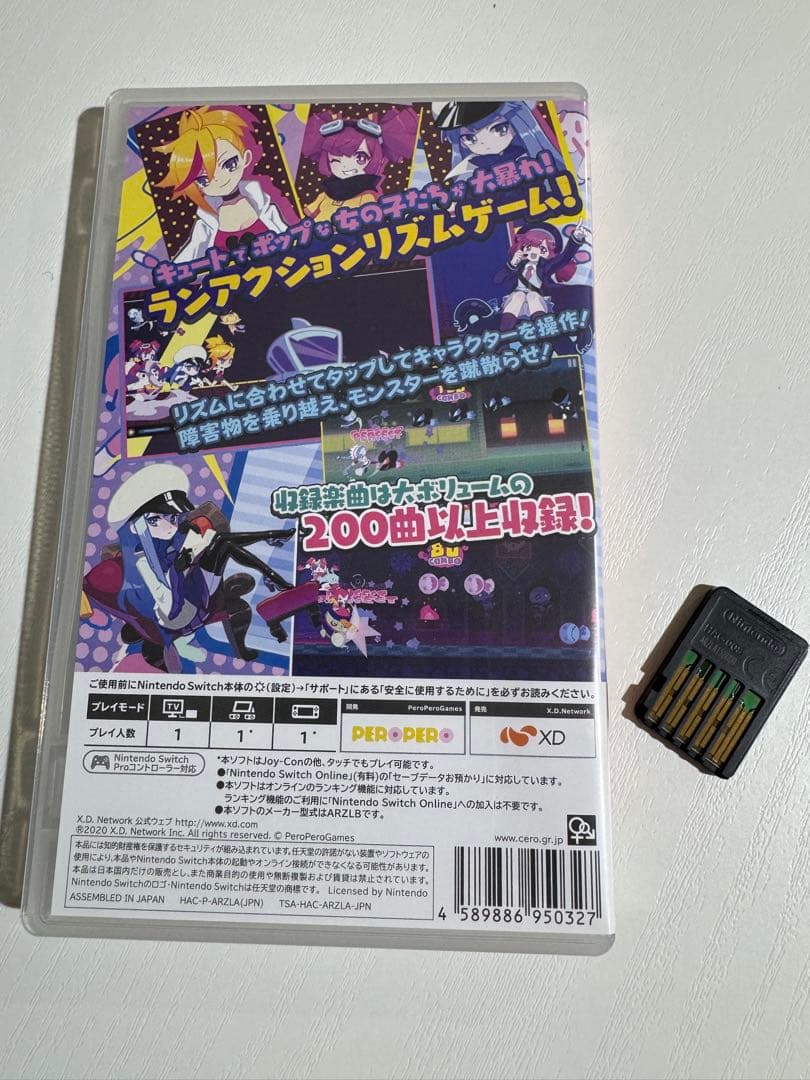 キュートでポップな女の子たちが大暴れ!
ランアクションリズムゲーム!
リズムに合わせてタップしてキャラクターを操作!
障害物を乗り越え、モンスターを蹴散らせ!
COMBO
PERFECT
収録楽曲は大ボリュームの
200曲以上収録!
80
COMBO
PERFECT
ご使用前にNintendo Switch本体の(設定)→「サポート」にある「安全に使用するために」を必ずお読みください。
プレイモード TV
プレイ人数 1 1* 1*
開発 PeroPeroGames
PEROPERO
発売 X.D.Network
XD
Nintendo Switch
Proコントローラー対応
*本ソフトはJoy-Conの他、タッチでもプレイ可能です。
●「Nintendo Switch Online」(有料)の「セーブデータお預かり」に対応しています。
●本ソフトはオンラインのランキング機能に対応しています。
ランキング機能のご利用に「Nintendo Switch Online」への加入は不要です。
●本ソフトのメーカー型式はARZLBです。
X.D. Network 公式ウェブ http://www.xd.com
®2020 X.D. Network Inc. All rights reserved. © PeroPeroGames
www.cero.gr.jp
本品には知的財産権を保護するセキュリティが組み込まれています。任天堂の許諾がない装置やソフトウェアの
使用により、本品やNintendo Switch本体の起動やオンライン接続ができなくなる可能性があります。
本品は日本国内だけの販売とし、また商業目的の使用や無断複製および賃貸は禁止されています。
Nintendo Switchのロゴ・Nintendo Switchは任天堂の商標です。 Licensed by Nintendo
ASSEMBLED IN JAPAN HAC-P-ARZLA(JPN) TSA-HAC-ARZLA-JPN
4 589886 950327
Nintendo
HAC-008
CE